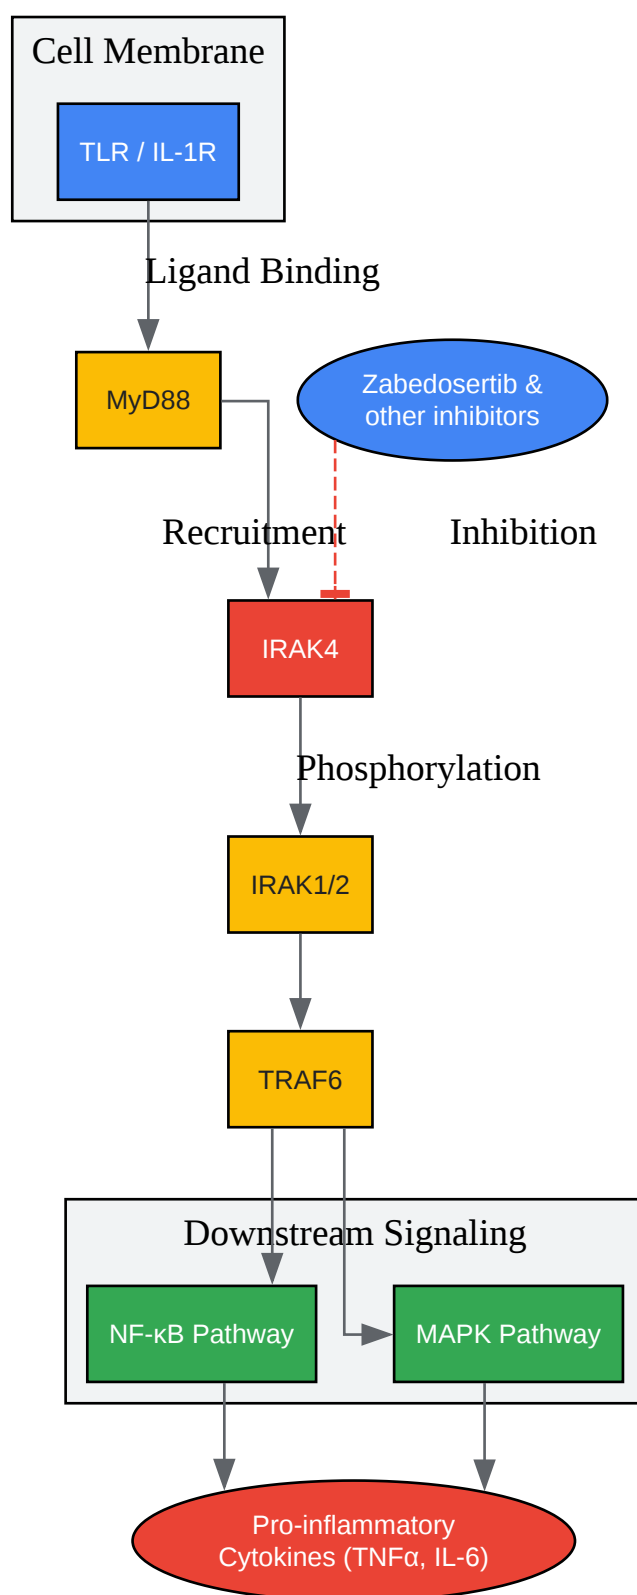 Cell Membrane
TLR / IL-1R
Ligand Binding
MyD88
Zabedosertib &
other inhibitors
Recruitment
Inhibition
IRAK4
Phosphorylation
IRAK1/2
TRAF6
Downstream Signaling
NF-κB Pathway
MAPK Pathway
Pro-inflammatory
Cytokines (TNFα, IL-6)